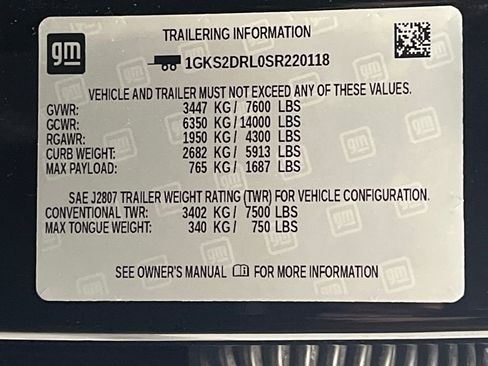 gm
TRAILERING INFORMATION
1GKS2DRL0SR220118
VEHICLE AND TRAILER MUST NOT EXCEED ANY OF THESE VALUES.
GVWR: 3447 KG/ 7600 LBS
GCWR: 6350 KG/14000 LBS
RGAWR: 1950 KG/ 4300 LBS
CURB WEIGHT: 2682 KG/ 5913 LBS
MAX PAYLOAD: 765 KG/ 1687 LBS
SAE J2807 TRAILER WEIGHT RATING (TWR) FOR VEHICLE CONFIGURATION.
CONVENTIONAL TWR: 3402 KG/ 7500 LBS
MAX TONGUE WEIGHT: 340 KG/ 750 LBS
SEE OWNER'S MANUAL FOR MORE INFORMATION